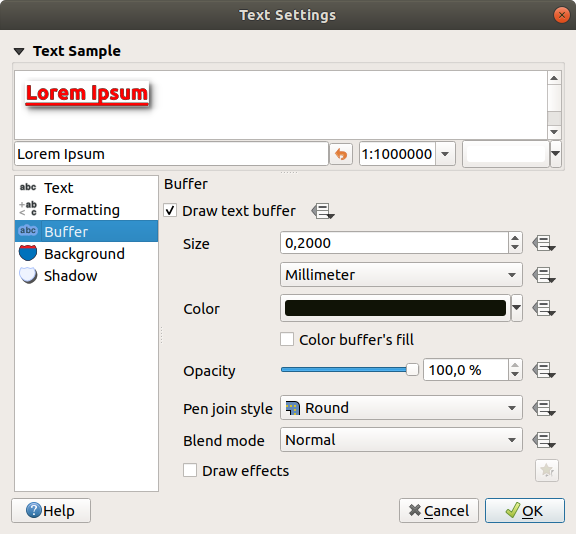 Text Settings
Text Sample
Lorem Ipsum
Lorem Ipsum 1:1000000
abc Text
+ab < c Formatting
abc Buffer
Background
Shadow
Buffer
Draw text buffer
Size 0,2000
Millimeter
Color
Color buffer's fill
Opacity 100,0 %
Pen join style Round
Blend mode Normal
Draw effects
Help Cancel OK